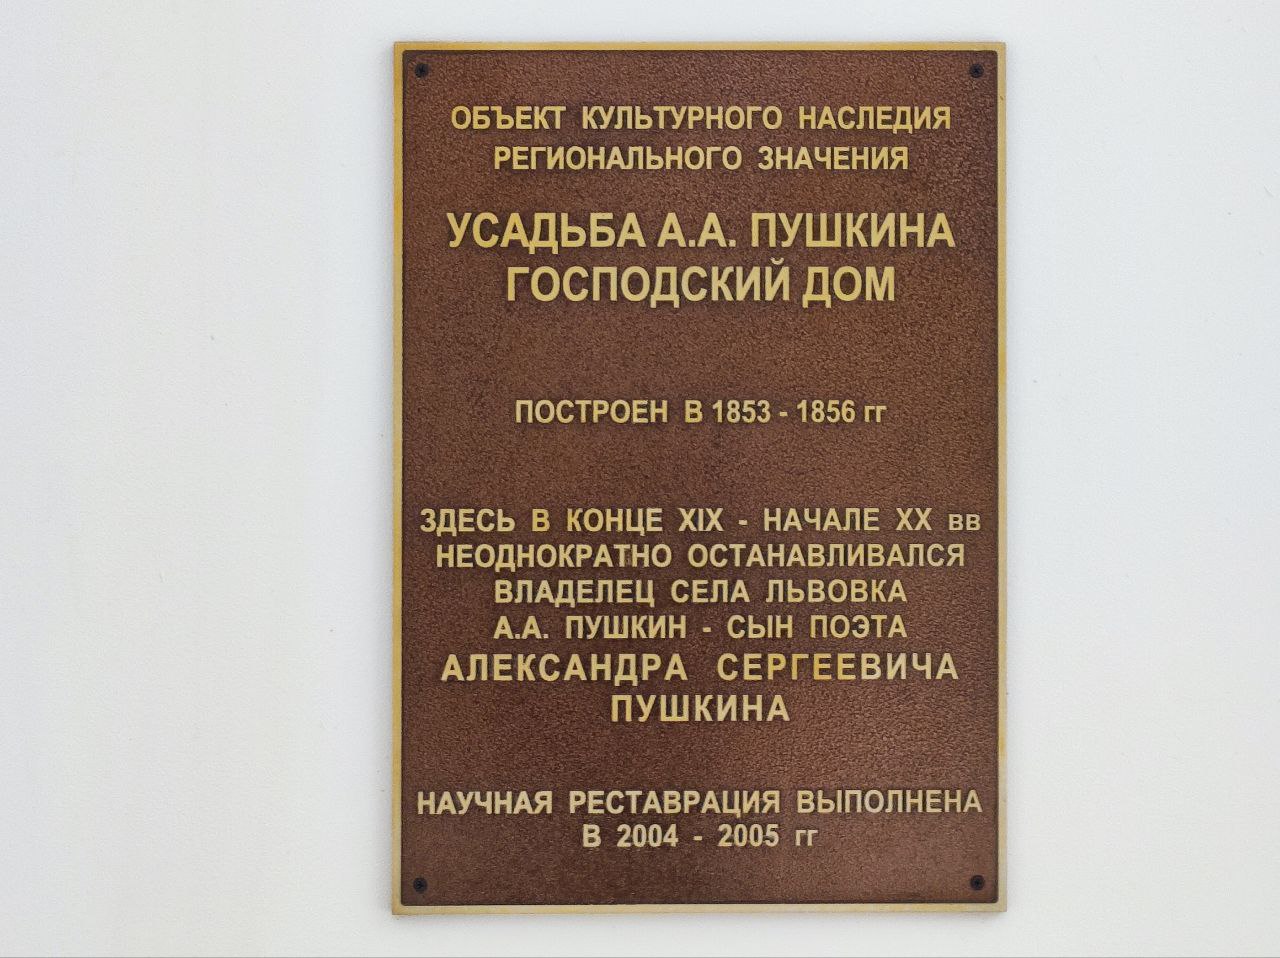 ОБЪЕКТ КУЛЬТУРНОГО НАСЛЕДИЯ
РЕГИОНАЛЬНОГО ЗНАЧЕНИЯ
УСАДЬБА А.А. ПУШКИНА
ГОСПОДСКИЙ ДОМ
ПОСТРОЕН В 1853 - 1856 гг
ЗДЕСЬ В КОНЦЕ XIX - НАЧАЛЕ XX вв
НЕОДНОКРАТНО ОСТАНАВЛИВАЛСЯ
ВЛАДЕЛЕЦ СЕЛА ЛЬВОВКА
А.А. ПУШКИН - СЫН ПОЭТА
АЛЕКСАНДРА СЕРГЕЕВИЧА
ПУШКИНА
НАУЧНАЯ РЕСТАВРАЦИЯ ВЫПОЛНЕНА
В 2004 - 2005 гг